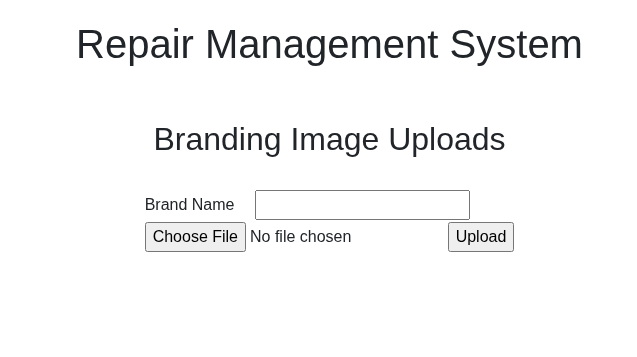 Repair Management System
Branding Image Uploads
Brand Name
Choose File No file chosen Upload